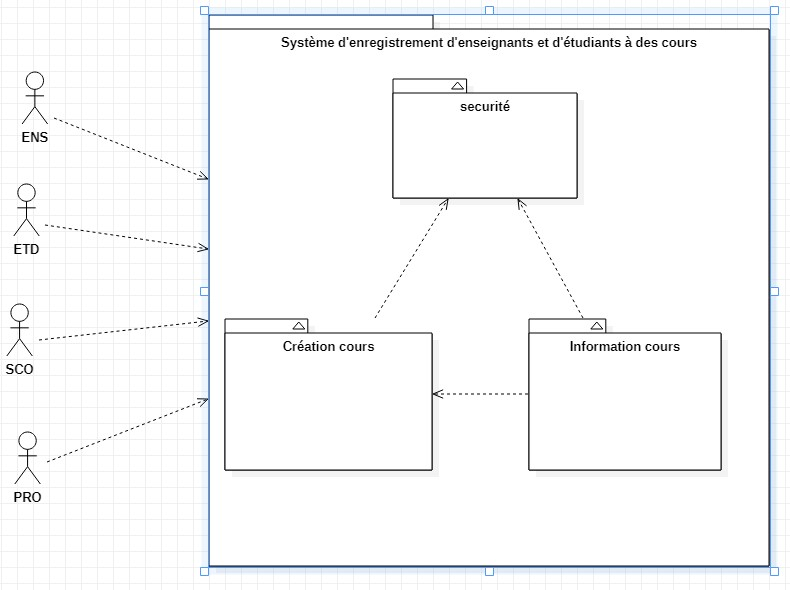 Système d'enregistrement d'enseignants et d'étudiants à des cours
securité
ENS
ETD
SCO
PRO
Création cours
Information cours